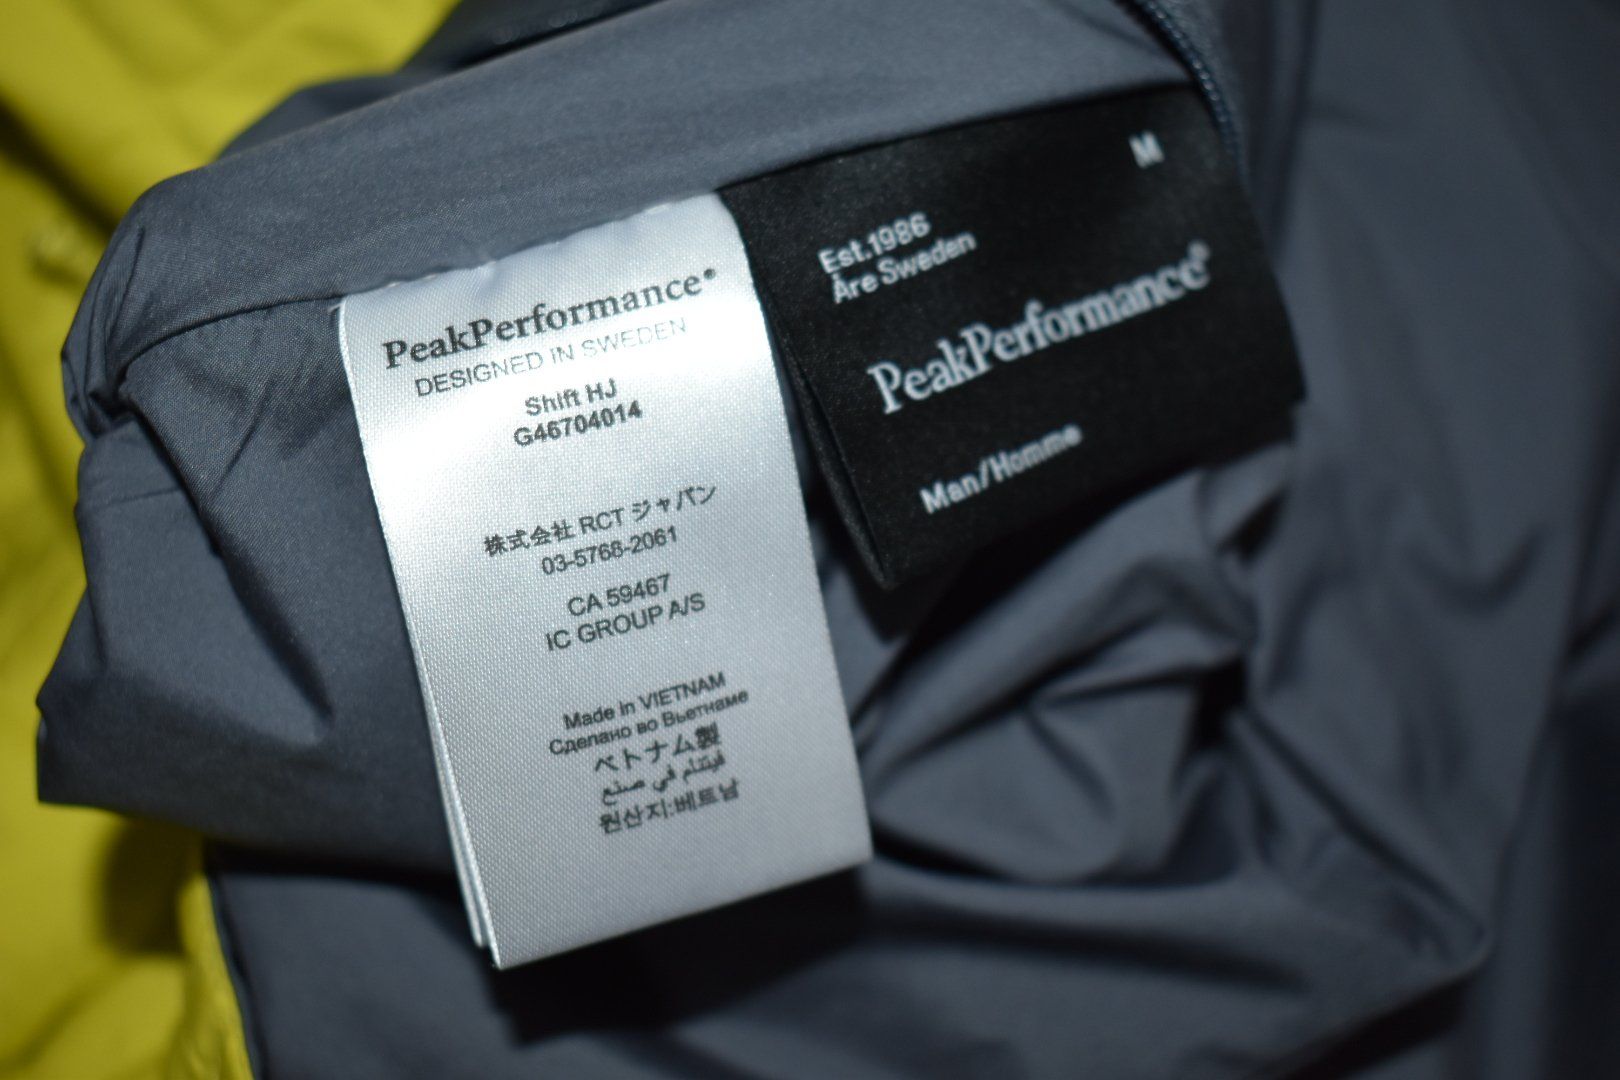 PeakPerformance®
DESIGNED IN SWEDEN
Shift HJ
G46704014
株式会社 RCT ジャパン
03-5768-2061
CA 59467
IC GROUP A/S
Made in VIETNAM
Сделано во Вьетнаме
ベトナム製
فيتنام في صنع
원산지:베트남
M
Est.1986
Åre Sweden
PeakPerformance®
Man/Homme